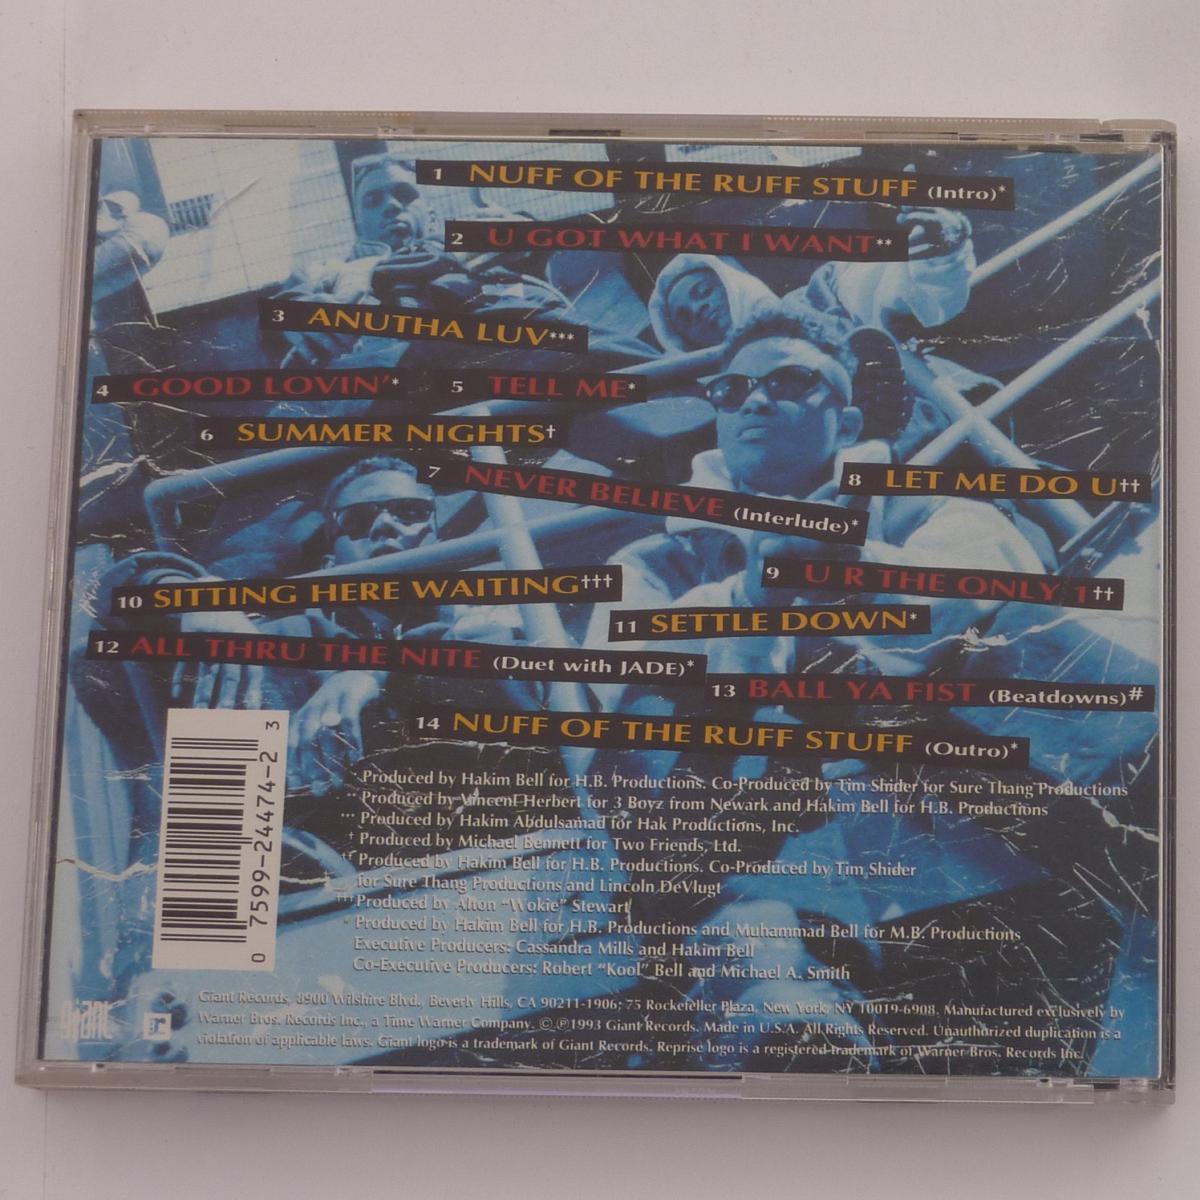 1 NUFF OF THE RUFF STUFF (Intro)*
2 U GOT WHAT I WANT**
3 ANUTHA LUV***
4 GOOD LOVIN'*
5 TELL ME*
6 SUMMER NIGHTS†
7 NEVER BELIEVE (Interlude)*
8 LET ME DO U††
9 U R THE ONLY 1††
10 SITTING HERE WAITING†††
11 SETTLE DOWN*
12 ALL THRU THE NITE (Duet with JADE)*
13 BALL YA FIST (Beatdowns)#
14 NUFF OF THE RUFF STUFF (Outro)*
* Produced by Hakim Bell for H.B. Productions. Co-Produced by Tim Shider for Sure Thang Productions
Produced by Vincent Herbert for 3 Boyz from Newark and Hakim Bell for H.B. Productions
*** Produced by Hakim Abdulsamad for Hak Productions, Inc.
† Produced by Michael Bennett for Two Friends, Ltd.
†† Produced by Hakim Bell for H.B. Productions. Co-Produced by Tim Shider
for Sure Thang Productions and Lincoln DeVlugt
††† Produced by Alton "Wokie" Stewart
Produced by Hakim Bell for H.B. Productions and Muhammad Bell for M.B. Productions
Executive Producers: Cassandra Mills and Hakim Bell
Co-Executive Producers: Robert "Kool" Bell and Michael A. Smith
0 7599-24474-2 3
giant
Giant Records, 8900 Wilshire Blvd., Beverly Hills, CA 90211-1906; 75 Rockefeller Plaza, New York, NY 10019-6908. Manufactured exclusively by
Warner Bros. Records Inc., a Time Warner Company. © ℗ 1993 Giant Records. Made in U.S.A. All Rights Reserved. Unauthorized duplication is a
violation of applicable laws. Giant logo is a trademark of Giant Records. Reprise logo is a registered trademark of Warner Bros. Records Inc.